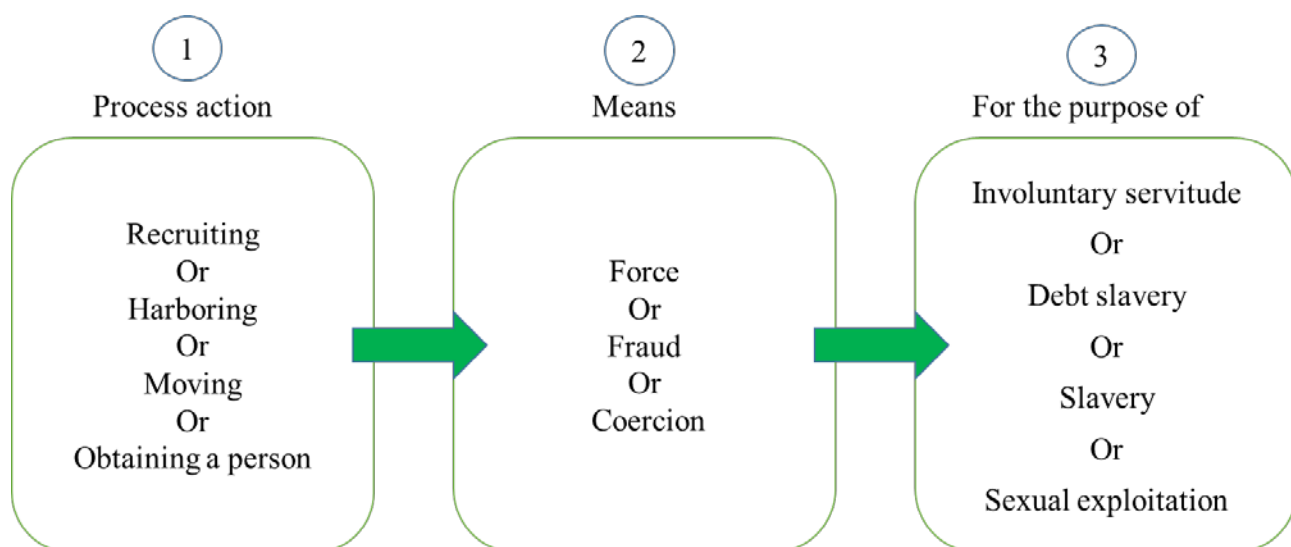 1
Process action
Recruiting
Or
Harboring
Or
Moving
Or
Obtaining a person
2
Means
Force
Or
Fraud
Or
Coercion
3
For the purpose of
Involuntary servitude
Or
Debt slavery
Or
Slavery
Or
Sexual exploitation